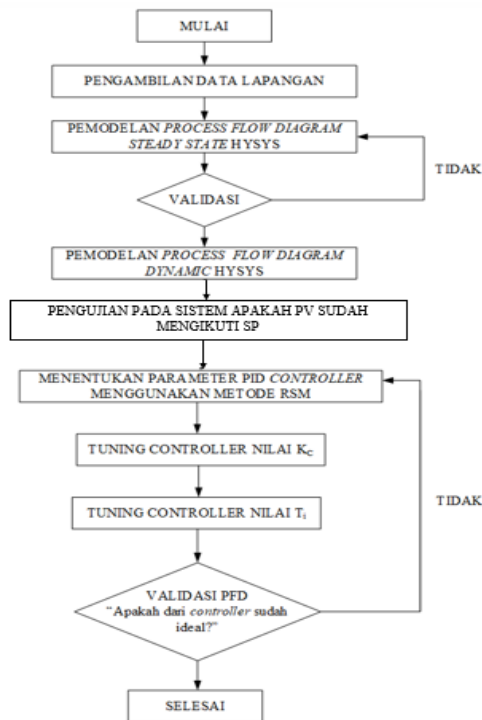 MULAI
PENGAMBILAN DATA LAPANGAN
PEMODELAN PROCESS FLOW DIAGRAM
STEADY STATE HYSYS
TIDAK
VALIDASI
PEMODELAN PROCESS FLOW DIAGRAM
DYNAMIC HYSYS
PENGUJIAN PADA SISTEM APAKAH PV SUDAH
MENGIKUTI SP
MENENTUKAN PARAMETER PID CONTROLLER
MENGGUNAKAN METODE RSM
TUNING CONTROLLER NILAI KC
TUNING CONTROLLER NILAI Ti
TIDAK
VALIDASI PFD
“Apakah dari controller sudah
ideal?”
SELESAI